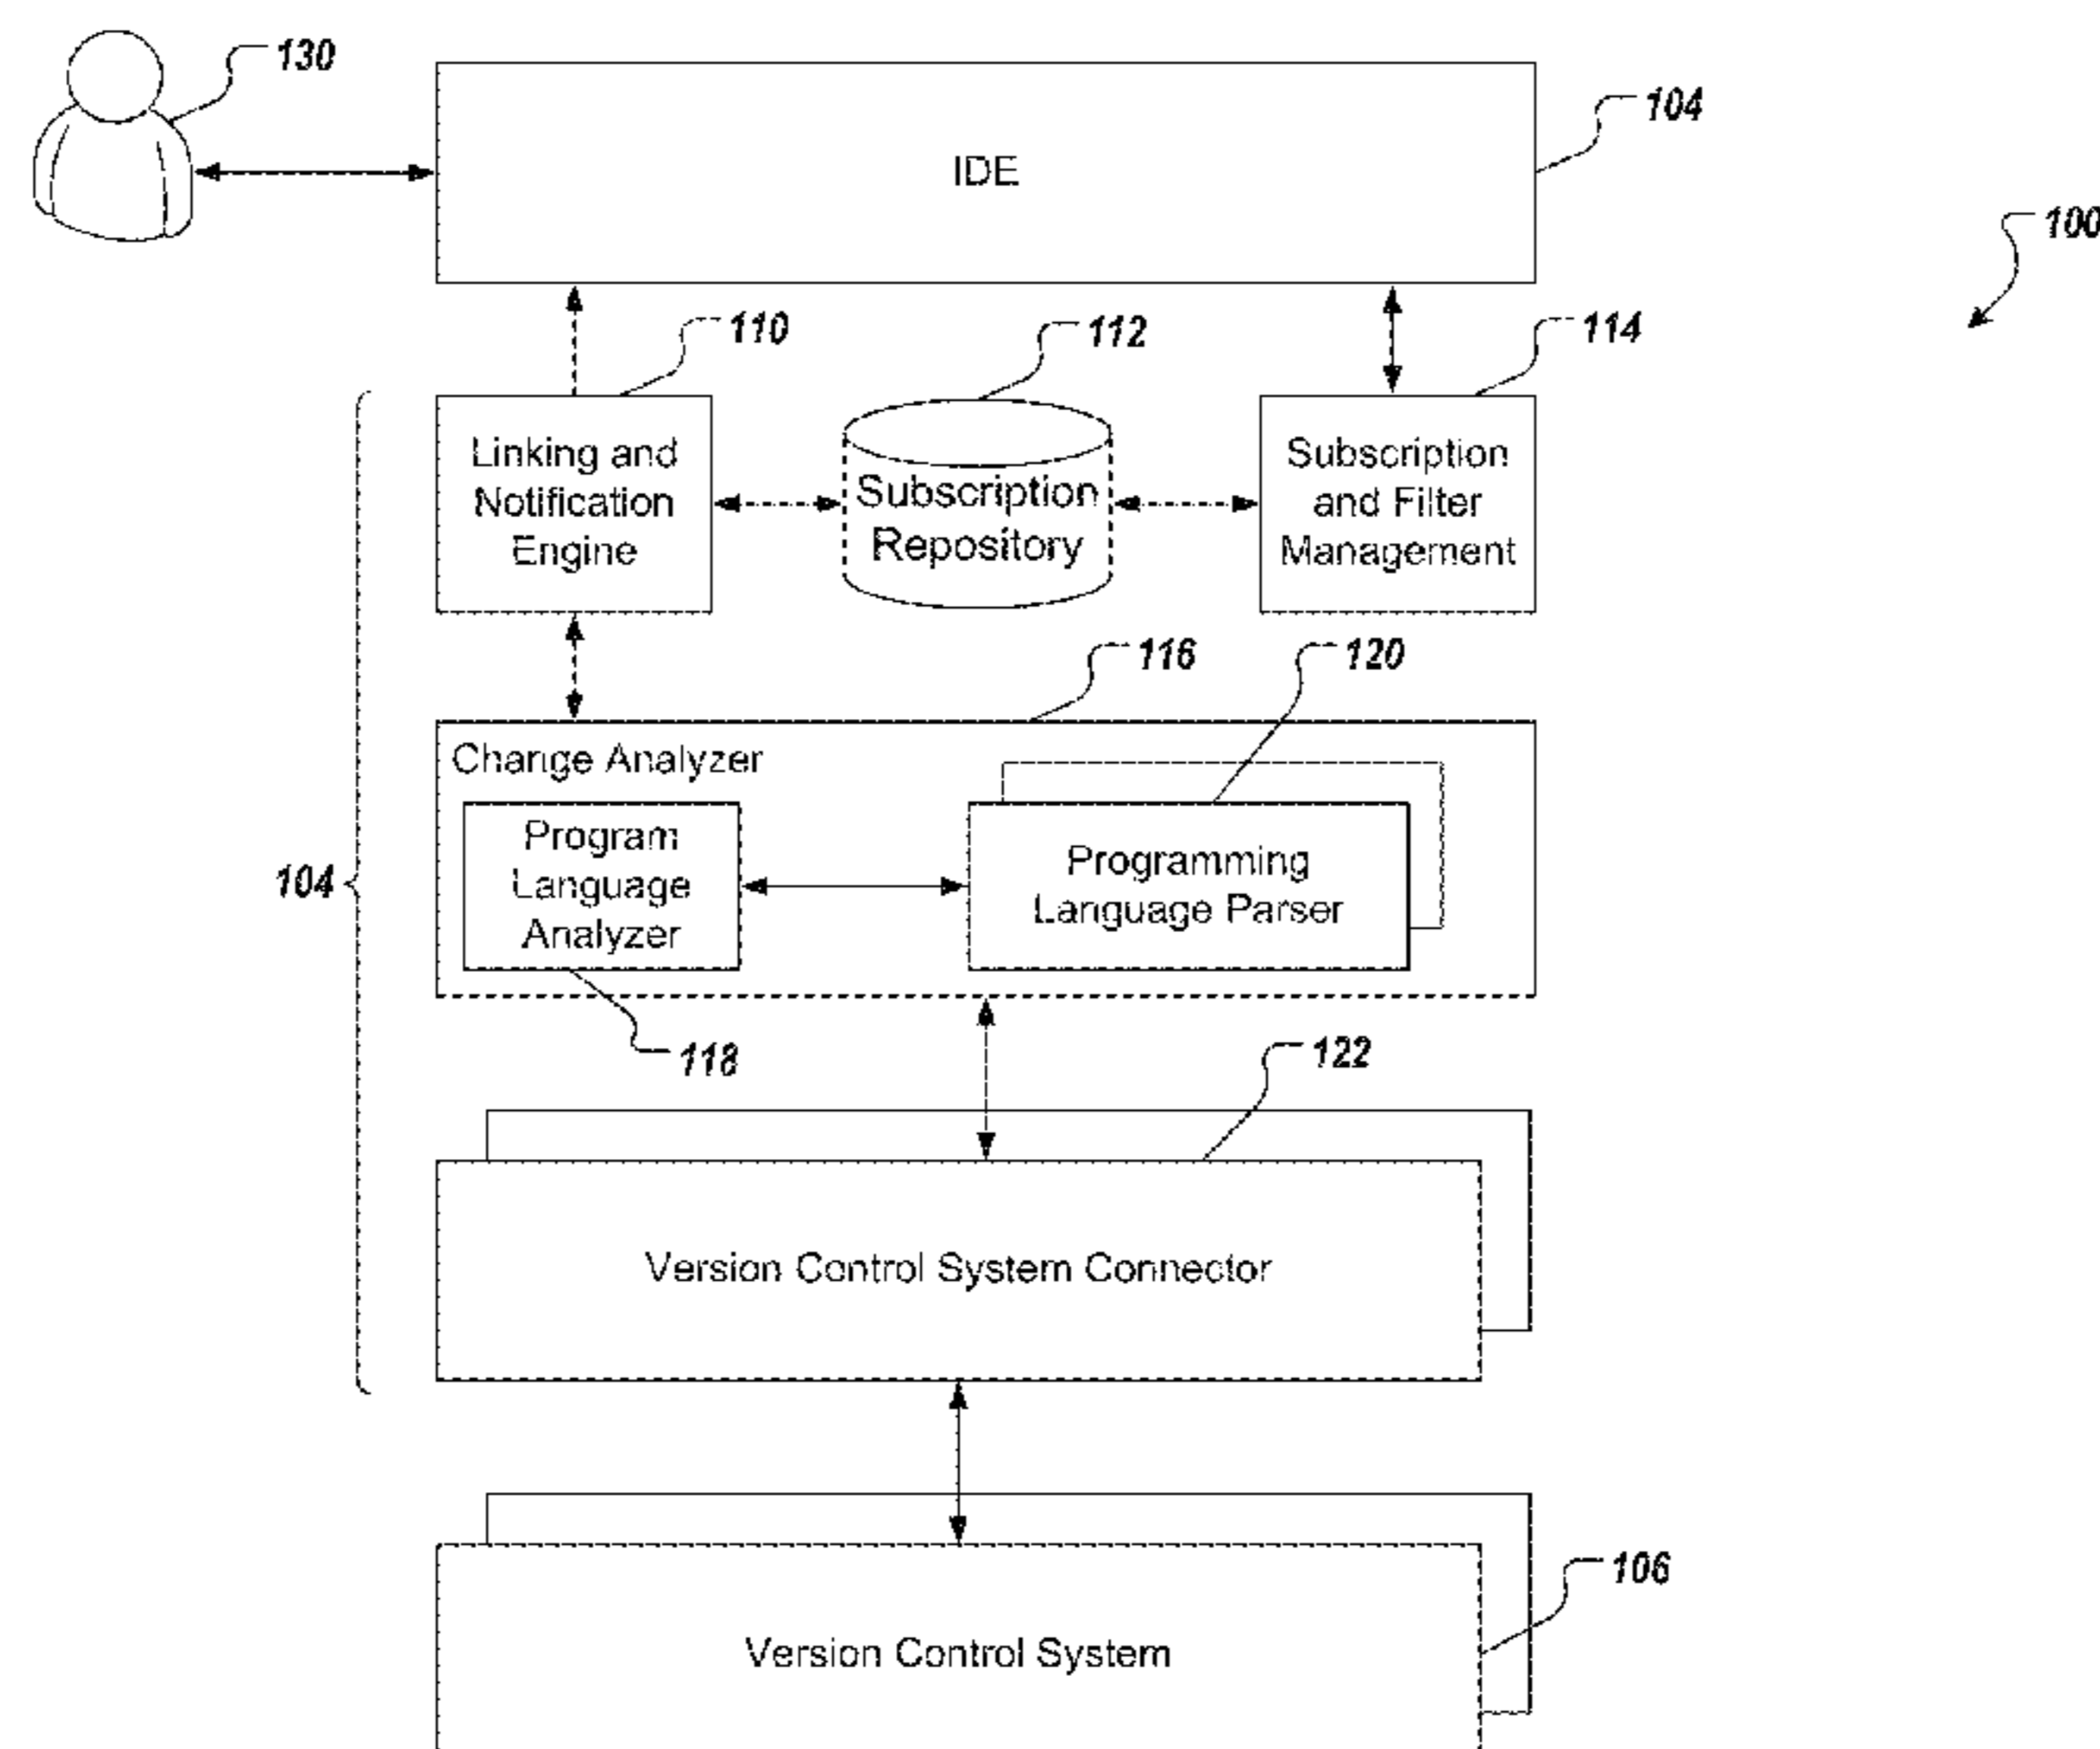 130
104
IDE
100
110
112
114
Linking and
Notification
Engine
Subscription
Repository
Subscription
and Filter
Management
116
120
Change Analyzer
Program
Language
Analyzer
Programming
Language Parser
104
118
122
Version Control System Connector
106
Version Control System